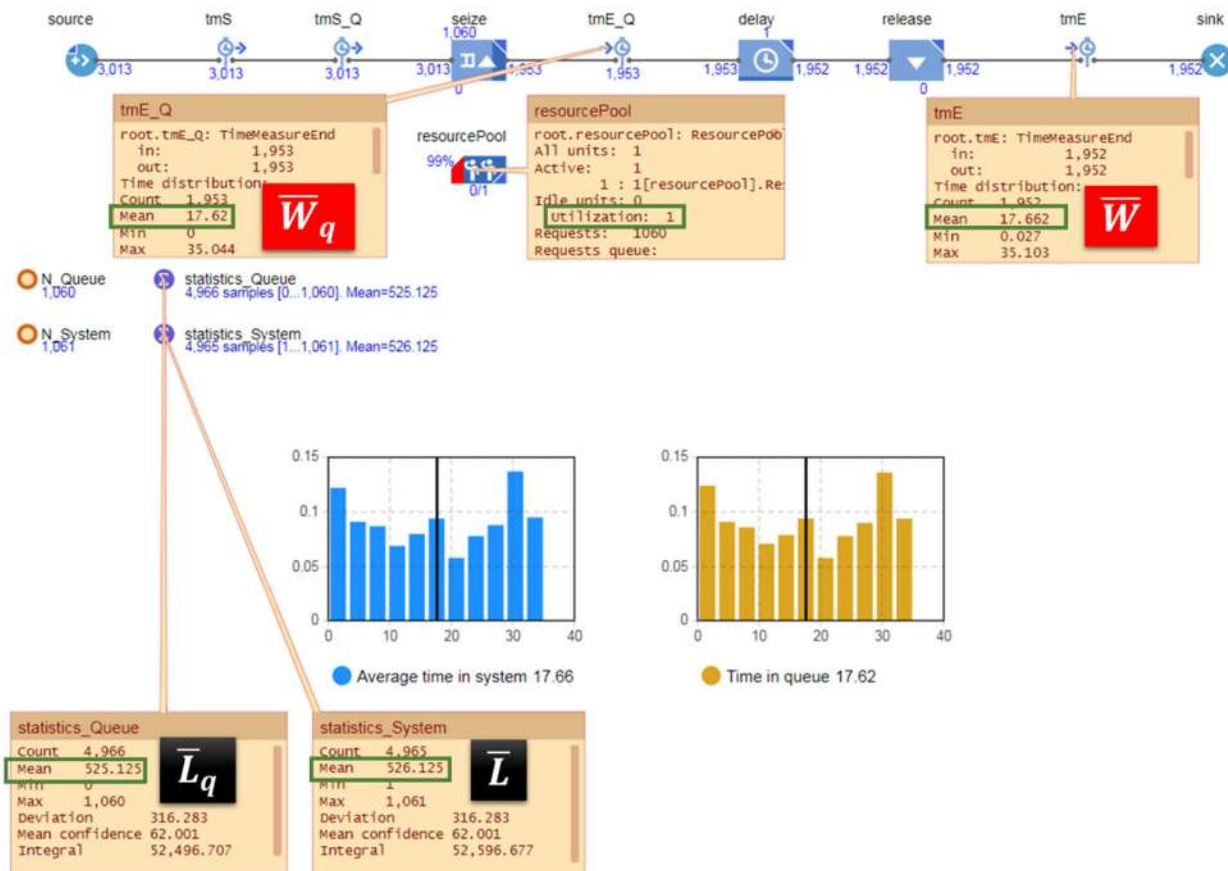 source tmS tmS_Q seize tmE_Q delay release tmE sink
1,060 1
3,013 3,013 3,013 3,013 1,953 1,953 1,953 1,952 1,952 1,952 1,952
0 0
tmE_Q
root.tmE_Q: TimeMeasureEnd
in: 1,953
out: 1,953
Time distribution:
Count 1,953
Mean 17.62
Min 0
Max 35.044
W̅q
resourcePool
99%
0/1
resourcePool
root.resourcePool: ResourcePool
All units: 1
Active: 1
1 : 1[resourcePool].Res
Idle units: 0
Utilization: 1
Requests: 1060
Requests queue:
tmE
root.tmE: TimeMeasureEnd
in: 1,952
out: 1,952
Time distribution:
Count 1,952
Mean 17.662
Min 0.027
Max 35.103
W̅
N_Queue
1,060
statistics_Queue
4,966 samples [0...1,060]. Mean=525.125
N_System
1,061
statistics_System
4,965 samples [1...1,061]. Mean=526.125
0.15
0.1
0.05
0
0 10 20 30 40
Average time in system 17.66
0.15
0.1
0.05
0
0 10 20 30 40
Time in queue 17.62
statistics_Queue
Count 4,966
Mean 525.125
Min 0
Max 1,060
Deviation 316.283
Mean confidence 62.001
Integral 52,496.707
L̅q
statistics_System
Count 4,965
Mean 526.125
Min 1
Max 1,061
Deviation 316.283
Mean confidence 62.001
Integral 52,596.677
L̅